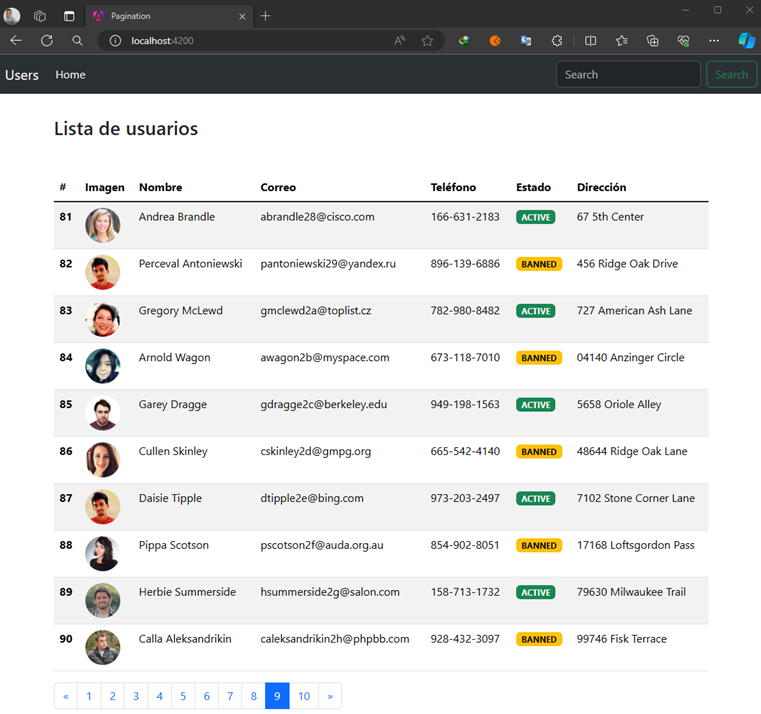 Pagination
localhost:4200
Users Home Search Search
Lista de usuarios
# Imagen Nombre Correo Teléfono Estado Dirección
81 Andrea Brandle abrandle28@cisco.com 166-631-2183 ACTIVE 67 5th Center
82 Perceval Antoniewski pantoniewski29@yandex.ru 896-139-6886 BANNED 456 Ridge Oak Drive
83 Gregory McLewd gmclewd2a@toplist.cz 782-980-8482 ACTIVE 727 American Ash Lane
84 Arnold Wagon awagon2b@myspace.com 673-118-7010 BANNED 04140 Anzinger Circle
85 Garey Dragge gdragge2c@berkeley.edu 949-198-1563 ACTIVE 5658 Oriole Alley
86 Cullen Skinley cskinley2d@gmpg.org 665-542-4140 BANNED 48644 Ridge Oak Lane
87 Daisie Tipple dtipple2e@bing.com 973-203-2497 ACTIVE 7102 Stone Corner Lane
88 Pippa Scotson pscotson2f@auda.org.au 854-902-8051 BANNED 17168 Loftsgordon Pass
89 Herbie Summerside hsummerside2g@salon.com 158-713-1732 ACTIVE 79630 Milwaukee Trail
90 Calla Aleksandrikin caleksandrikin2h@phpbb.com 928-432-3097 BANNED 99746 Fisk Terrace
« 1 2 3 4 5 6 7 8 9 10 »